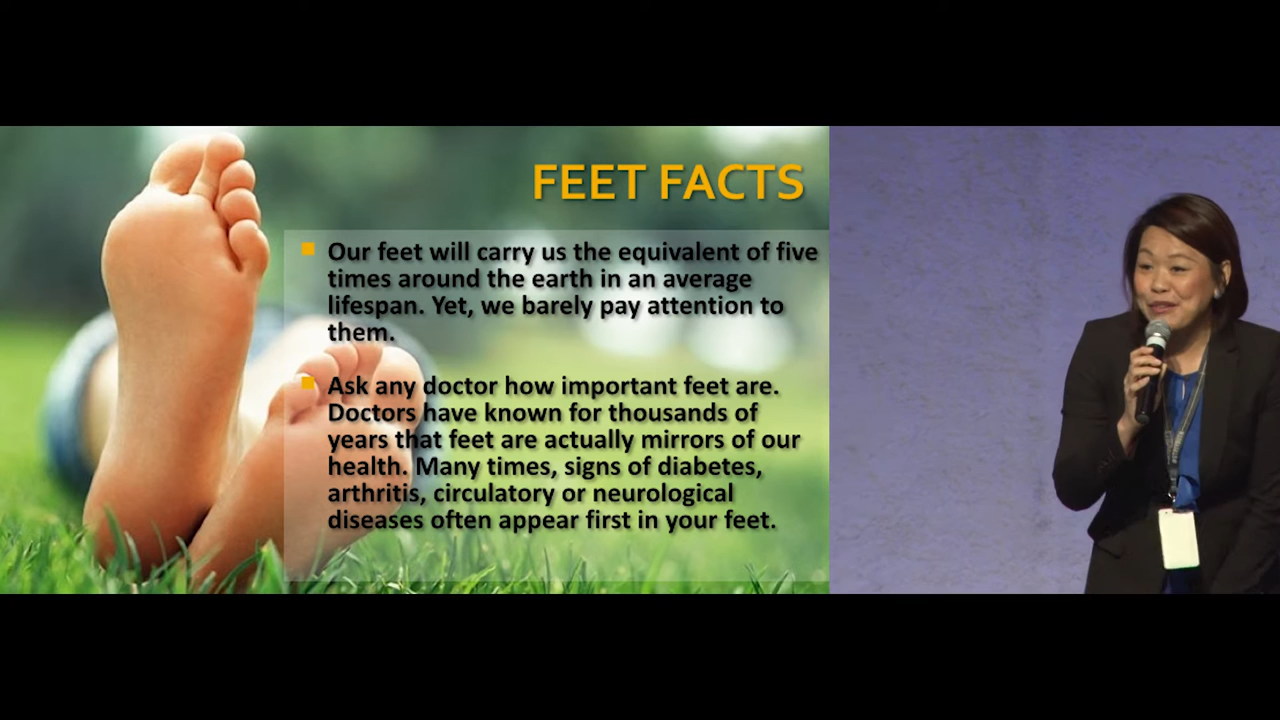 FEET FACTS
Our feet will carry us the equivalent of five
times around the earth in an average
lifespan. Yet, we barely pay attention to
them.
Ask any doctor how important feet are.
Doctors have known for thousands of
years that feet are actually mirrors of our
health. Many times, signs of diabetes,
arthritis, circulatory or neurological
diseases often appear first in your feet.